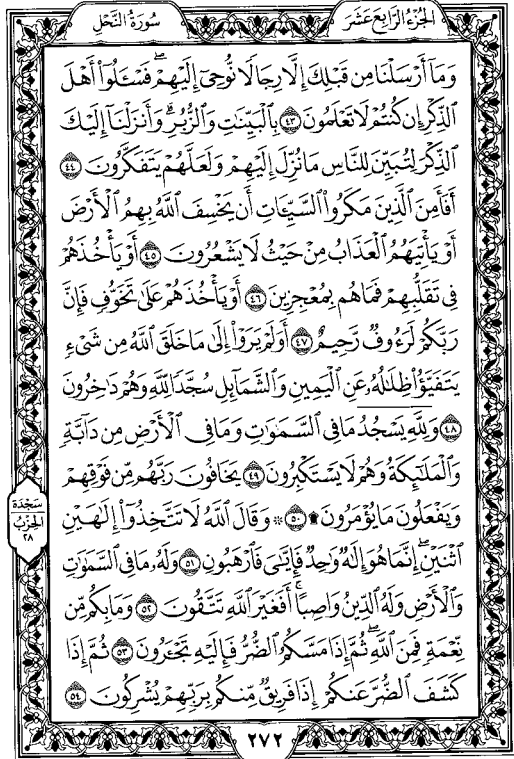 الجزء الرابع عشر
سورة النحل
وَمَآ أَرۡسَلۡنَا مِن قَبۡلِكَ إِلَّا رِجَالٗا نُّوحِيٓ إِلَيۡهِمۡۖ فَسۡـَٔلُوٓاْ أَهۡلَ
ٱلذِّكۡرِ إِن كُنتُمۡ لَا تَعۡلَمُونَ ٤٣ بِٱلۡبَيِّنَٰتِ وَٱلزُّبُرِۗ وَأَنزَلۡنَآ إِلَيۡكَ
ٱلذِّكۡرَ لِتُبَيِّنَ لِلنَّاسِ مَا نُزِّلَ إِلَيۡهِمۡ وَلَعَلَّهُمۡ يَتَفَكَّرُونَ ٤٤
أَفَأَمِنَ ٱلَّذِينَ مَكَرُواْ ٱلسَّيِّـَٔاتِ أَن يَخۡسِفَ ٱللَّهُ بِهِمُ ٱلۡأَرۡضَ
أَوۡ يَأۡتِيَهُمُ ٱلۡعَذَابُ مِنۡ حَيۡثُ لَا يَشۡعُرُونَ ٤٥ أَوۡ يَأۡخُذَهُمۡ
فِي تَقَلُّبِهِمۡ فَمَا هُم بِمُعۡجِزِينَ ٤٦ أَوۡ يَأۡخُذَهُمۡ عَلَىٰ تَخَوُّفٖ فَإِنَّ
رَبَّكُمۡ لَرَءُوفٞ رَّحِيمٌ ٤٧ أَوَلَمۡ يَرَوۡاْ إِلَىٰ مَا خَلَقَ ٱللَّهُ مِن شَيۡءٖ
يَتَفَيَّؤُاْ ظِلَٰلُهُۥ عَنِ ٱلۡيَمِينِ وَٱلشَّمَآئِلِ سُجَّدٗا لِّلَّهِ وَهُمۡ دَٰخِرُونَ
٤٨ وَلِلَّهِۤ يَسۡجُدُۤ مَا فِي ٱلسَّمَٰوَٰتِ وَمَا فِي ٱلۡأَرۡضِ مِن دَآبَّةٖ
وَٱلۡمَلَٰٓئِكَةُ وَهُمۡ لَا يَسۡتَكۡبِرُونَ ٤٩ يَخَافُونَ رَبَّهُم مِّن فَوۡقِهِمۡ
وَيَفۡعَلُونَ مَا يُؤۡمَرُونَ ۩ ٥٠ ۞ وَقَالَ ٱللَّهُ لَا تَتَّخِذُوٓاْ إِلَٰهَيۡنِ
ٱثۡنَيۡنِۖ إِنَّمَا هُوَ إِلَٰهٞ وَٰحِدٞ فَإِيَّٰيَ فَٱرۡهَبُونِ ٥١ وَلَهُۥ مَا فِي ٱلسَّمَٰوَٰتِ
وَٱلۡأَرۡضِ وَلَهُ ٱلدِّينُ وَاصِبًاۚ أَفَغَيۡرَ ٱللَّهِ تَتَّقُونَ ٥٢ وَمَا بِكُم مِّن
نِّعۡمَةٖ فَمِنَ ٱللَّهِۖ ثُمَّ إِذَا مَسَّكُمُ ٱلضُّرُّ فَإِلَيۡهِ تَجۡـَٔرُونَ ٥٣ ثُمَّ إِذَا
كَشَفَ ٱلضُّرَّ عَنكُمۡ إِذَا فَرِيقٞ مِّنكُم بِرَبِّهِمۡ يُشۡرِكُونَ ٥٤
سجدة
الحزب
٢٨
٢٧٢